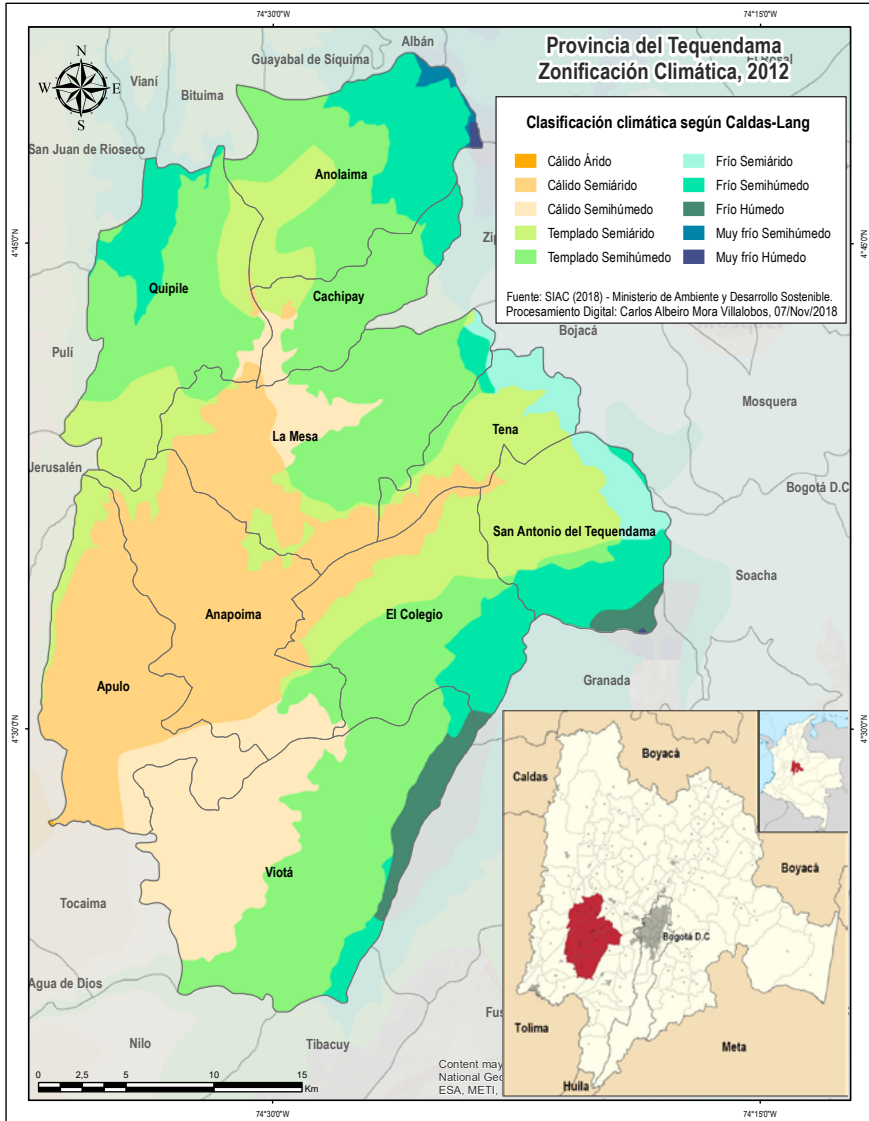 74°30'0"W
74°15'0"W
Provincia del Tequendama
Zonificación Climática, 2012
N
W
E
S
Albán
Guayabal de Síquima
El Rosal
Vianí
Bituima
San Juan de Rioseco
Clasificación climática según Caldas-Lang
Cálido Árido
Cálido Semiárido
Cálido Semihúmedo
Templado Semiárido
Templado Semihúmedo
Frío Semiárido
Frío Semihúmedo
Frío Húmedo
Muy frío Semihúmedo
Muy frío Húmedo
Fuente: SIAC (2018) - Ministerio de Ambiente y Desarrollo Sostenible.
Procesamiento Digital: Carlos Albeiro Mora Villalobos, 07/Nov/2018
Anolaima
4°45'0"N
4°45'0"N
Zip
Quipile
Cachipay
Bojacá
Pulí
Mosquera
La Mesa
Tena
Jerusalén
Bogotá D.C
San Antonio del Tequendama
Soacha
Anapoima
El Colegio
Apulo
Granada
4°30'0"N
4°30'0"N
Viotá
Tocaima
Agua de Dios
Nilo
Tibacuy
Fus
Boyacá
Caldas
Boyacá
Bogotá D.C
Tolima
Meta
Huila
Content may
National Geo
ESA, METI,
0 2,5 5 10 15
Km
74°30'0"W
74°15'0"W